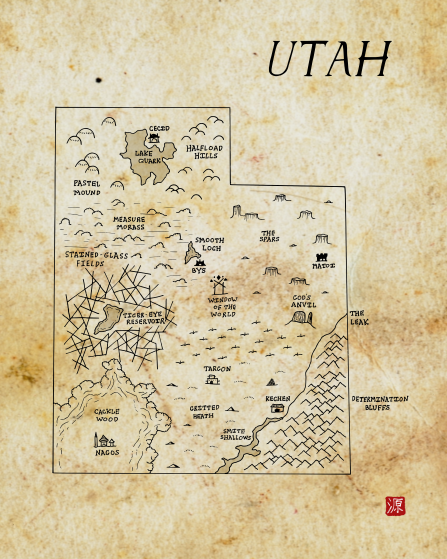 UTAH
CECED
LAKE
QUARK
HALFLOAD
HILLS
PASTEL
MOUND
MEASURE
MORASS
THE
SPARS
SMOOTH
LOCH
STAINED-GLASS
FIELDS
BYS
MATOI
WINDOW
OF THE
WORLD
GOD'S
ANVIL
TIGER-EYE
RESERVOIR
THE
LEAK
TARGON
KECHEN
DETERMINATION
BLUFFS
GRITTED
HEATH
CACKLE
WOOD
SMITE
SHALLOWS
NAGOS
源